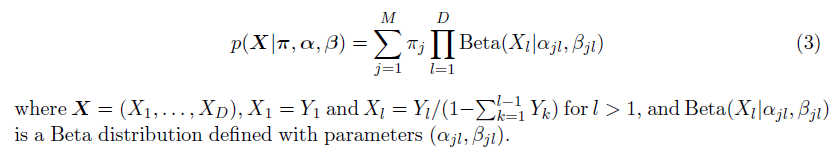 p(X|π, α, β) = ∑_{j=1}^{M} π_j ∏_{l=1}^{D} Beta(X_l|α_{jl}, β_{jl}) (3)
where X = (X_1, . . . , X_D), X_1 = Y_1 and X_l = Y_l/(1−∑_{k=1}^{l−1} Y_k) for l > 1, and Beta(X_l|α_{jl}, β_{jl})
is a Beta distribution defined with parameters (α_{jl}, β_{jl}).